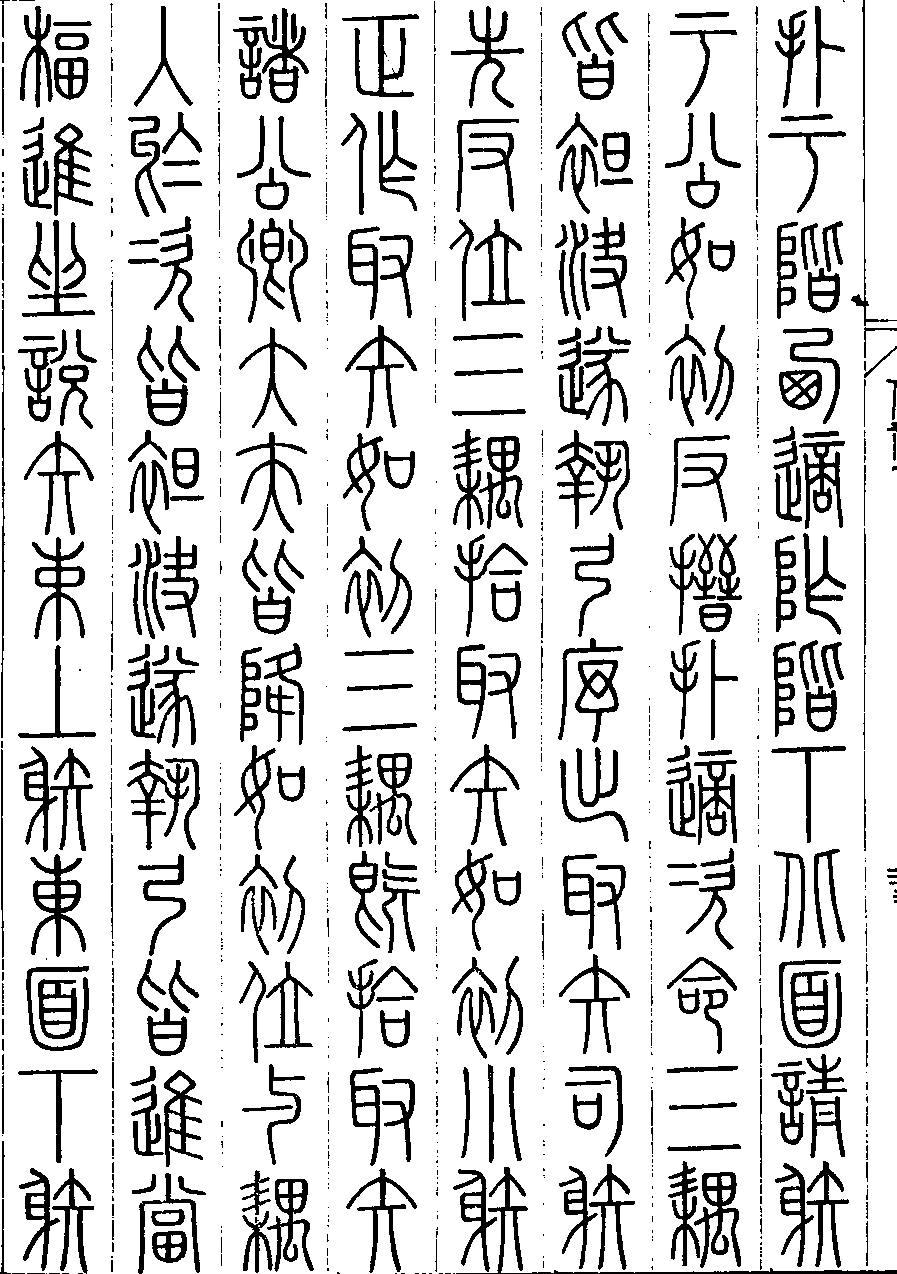 扑于階西適阼階下北面請射
于公如初反搢扑適次命三耦
皆袒決遂執弓序出取矢司射
先反位三耦拾取矢如初小射
正作取矢如初三耦既拾取矢
諸公卿大夫皆降如初位与耦
入於次皆袒決遂執弓皆進當
楅進坐說矢束上射東面下射